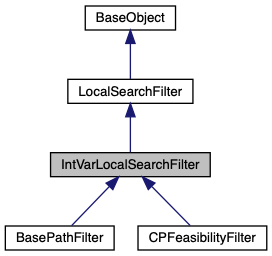 BaseObject
LocalSearchFilter
IntVarLocalSearchFilter
BasePathFilter
CPFeasibilityFilter